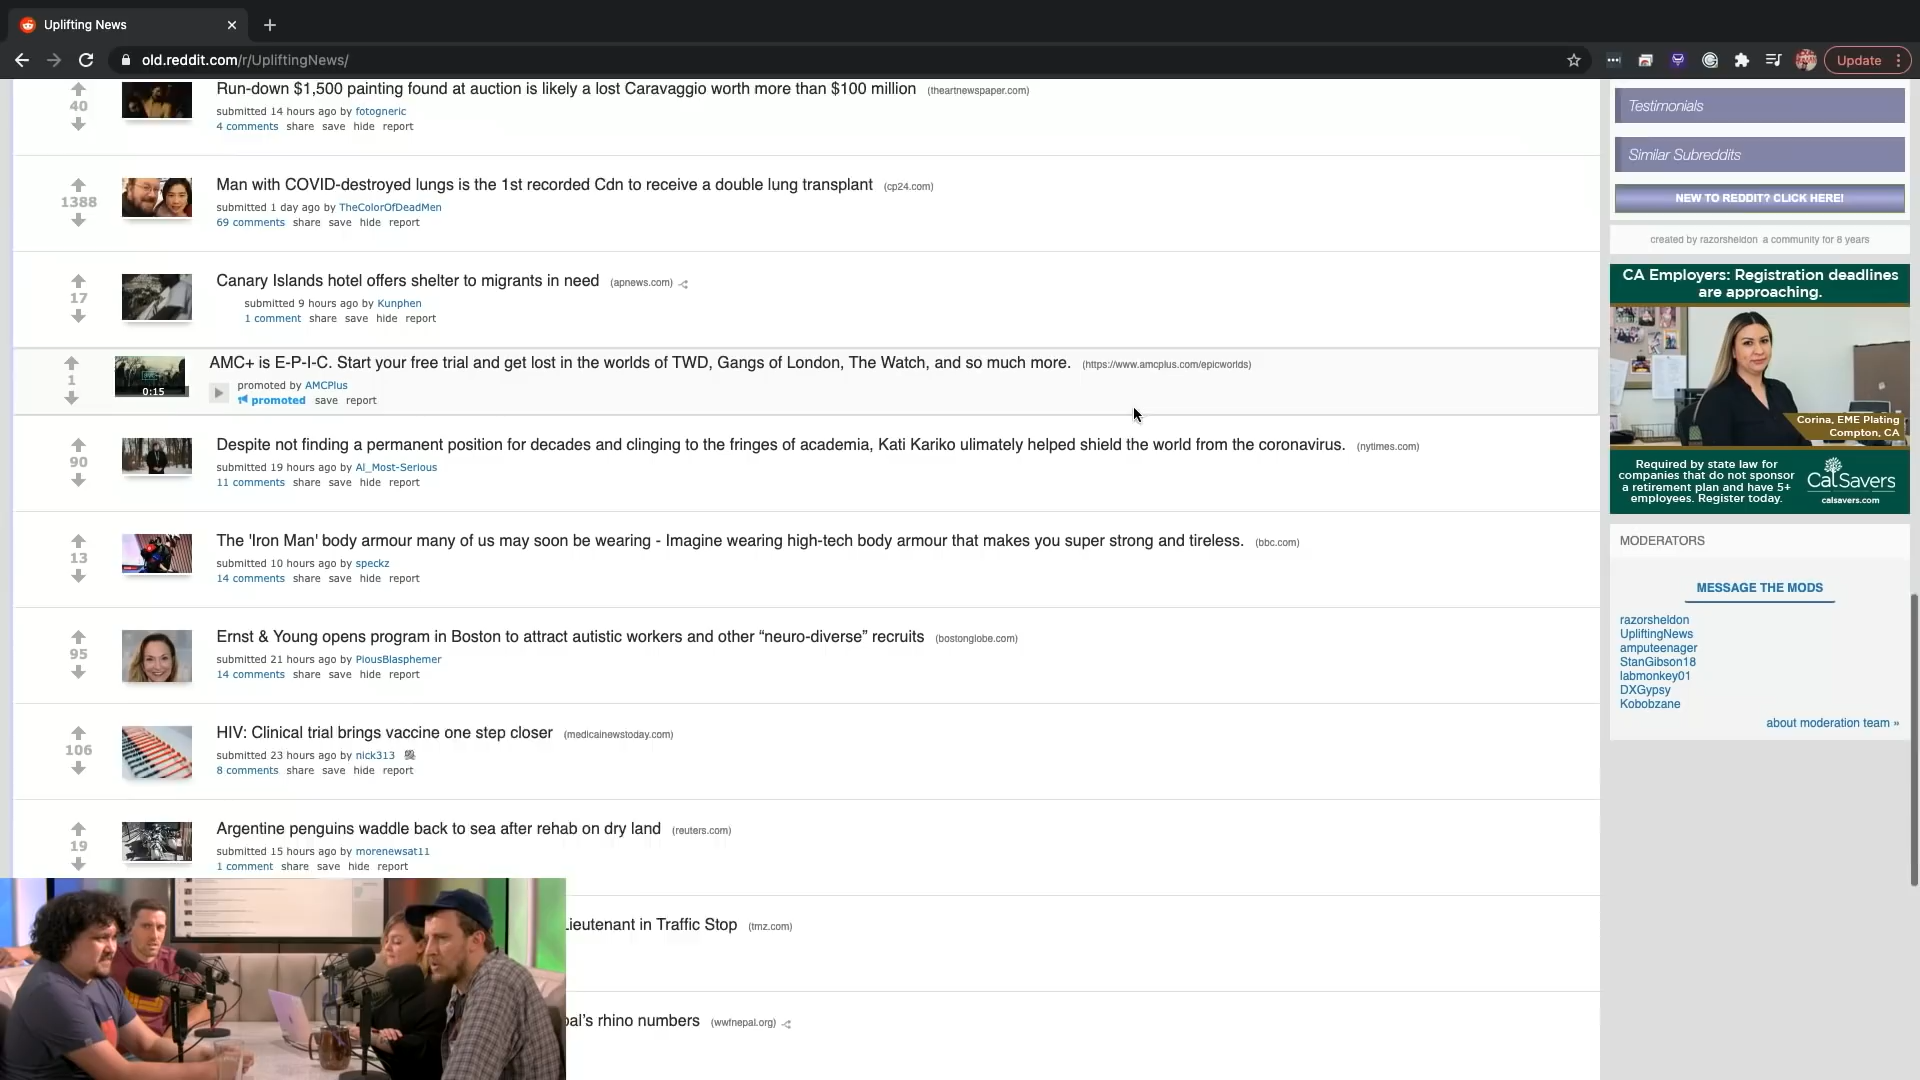 Uplifting News
old.reddit.com/r/UpliftingNews/
Update
40
Run-down $1,500 painting found at auction is likely a lost Caravaggio worth more than $100 million (theartnewspaper.com)
submitted 14 hours ago by fotogneric
4 comments share save hide report
1388
Man with COVID-destroyed lungs is the 1st recorded Cdn to receive a double lung transplant (cp24.com)
submitted 1 day ago by TheColorOfDeadMen
69 comments share save hide report
17
Canary Islands hotel offers shelter to migrants in need (apnews.com)
submitted 9 hours ago by Kunphen
1 comment share save hide report
1
0:15
AMC+ is E-P-I-C. Start your free trial and get lost in the worlds of TWD, Gangs of London, The Watch, and so much more. (https://www.amcplus.com/epicworlds)
promoted by AMCPlus
promoted save report
90
Despite not finding a permanent position for decades and clinging to the fringes of academia, Kati Kariko ulimately helped shield the world from the coronavirus. (nytimes.com)
submitted 19 hours ago by Al_Most-Serious
11 comments share save hide report
13
The 'Iron Man' body armour many of us may soon be wearing - Imagine wearing high-tech body armour that makes you super strong and tireless. (bbc.com)
submitted 10 hours ago by speckz
14 comments share save hide report
95
Ernst & Young opens program in Boston to attract autistic workers and other “neuro-diverse” recruits (bostonglobe.com)
submitted 21 hours ago by PiousBlasphemer
14 comments share save hide report
106
HIV: Clinical trial brings vaccine one step closer (medicalnewstoday.com)
submitted 23 hours ago by nick313
8 comments share save hide report
19
Argentine penguins waddle back to sea after rehab on dry land (reuters.com)
submitted 15 hours ago by morenewsat11
1 comment share save hide report
Lieutenant in Traffic Stop (tmz.com)
pal’s rhino numbers (wwfnepal.org)
Testimonials
Similar Subreddits
NEW TO REDDIT? CLICK HERE!
created by razorsheldon a community for 8 years
CA Employers: Registration deadlines
are approaching.
Corina, EME Plating
Compton, CA
Required by state law for
companies that do not sponsor
a retirement plan and have 5+
employees. Register today.
CalSavers
calsavers.com
MODERATORS
MESSAGE THE MODS
razorsheldon
UpliftingNews
amputeenager
StanGibson18
labmonkey01
DXGypsy
Kobobzane
about moderation team »